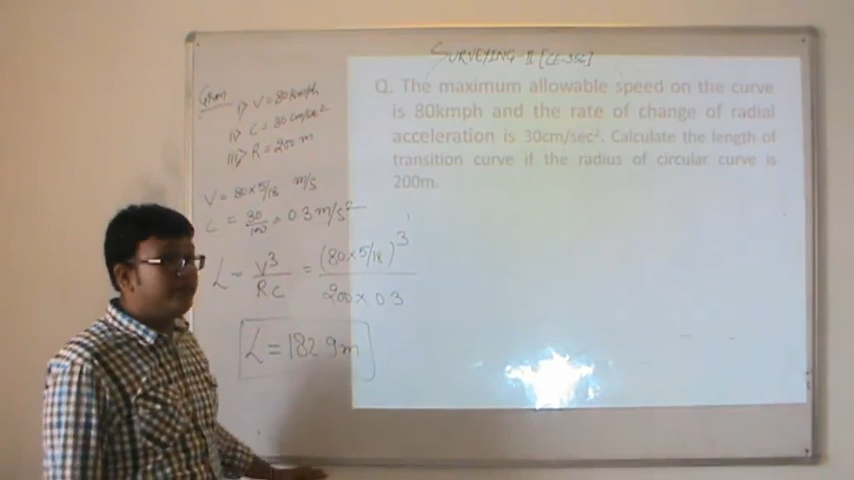 SURVEYING-II [CE-356]
Q. The maximum allowable speed on the curve
is 80kmph and the rate of change of radial
acceleration is 30cm/sec². Calculate the length of
transition curve if the radius of circular curve is
200m.
Given
i) V = 80 kmph
ii) C = 30 cm/sec²
iii) R = 200 m
V = 80 x 5/18 m/s
C = 30/100 = 0.3 m/s²
L = V³/RC = (80x5/18)³/200 x 0.3
L = 182.9m